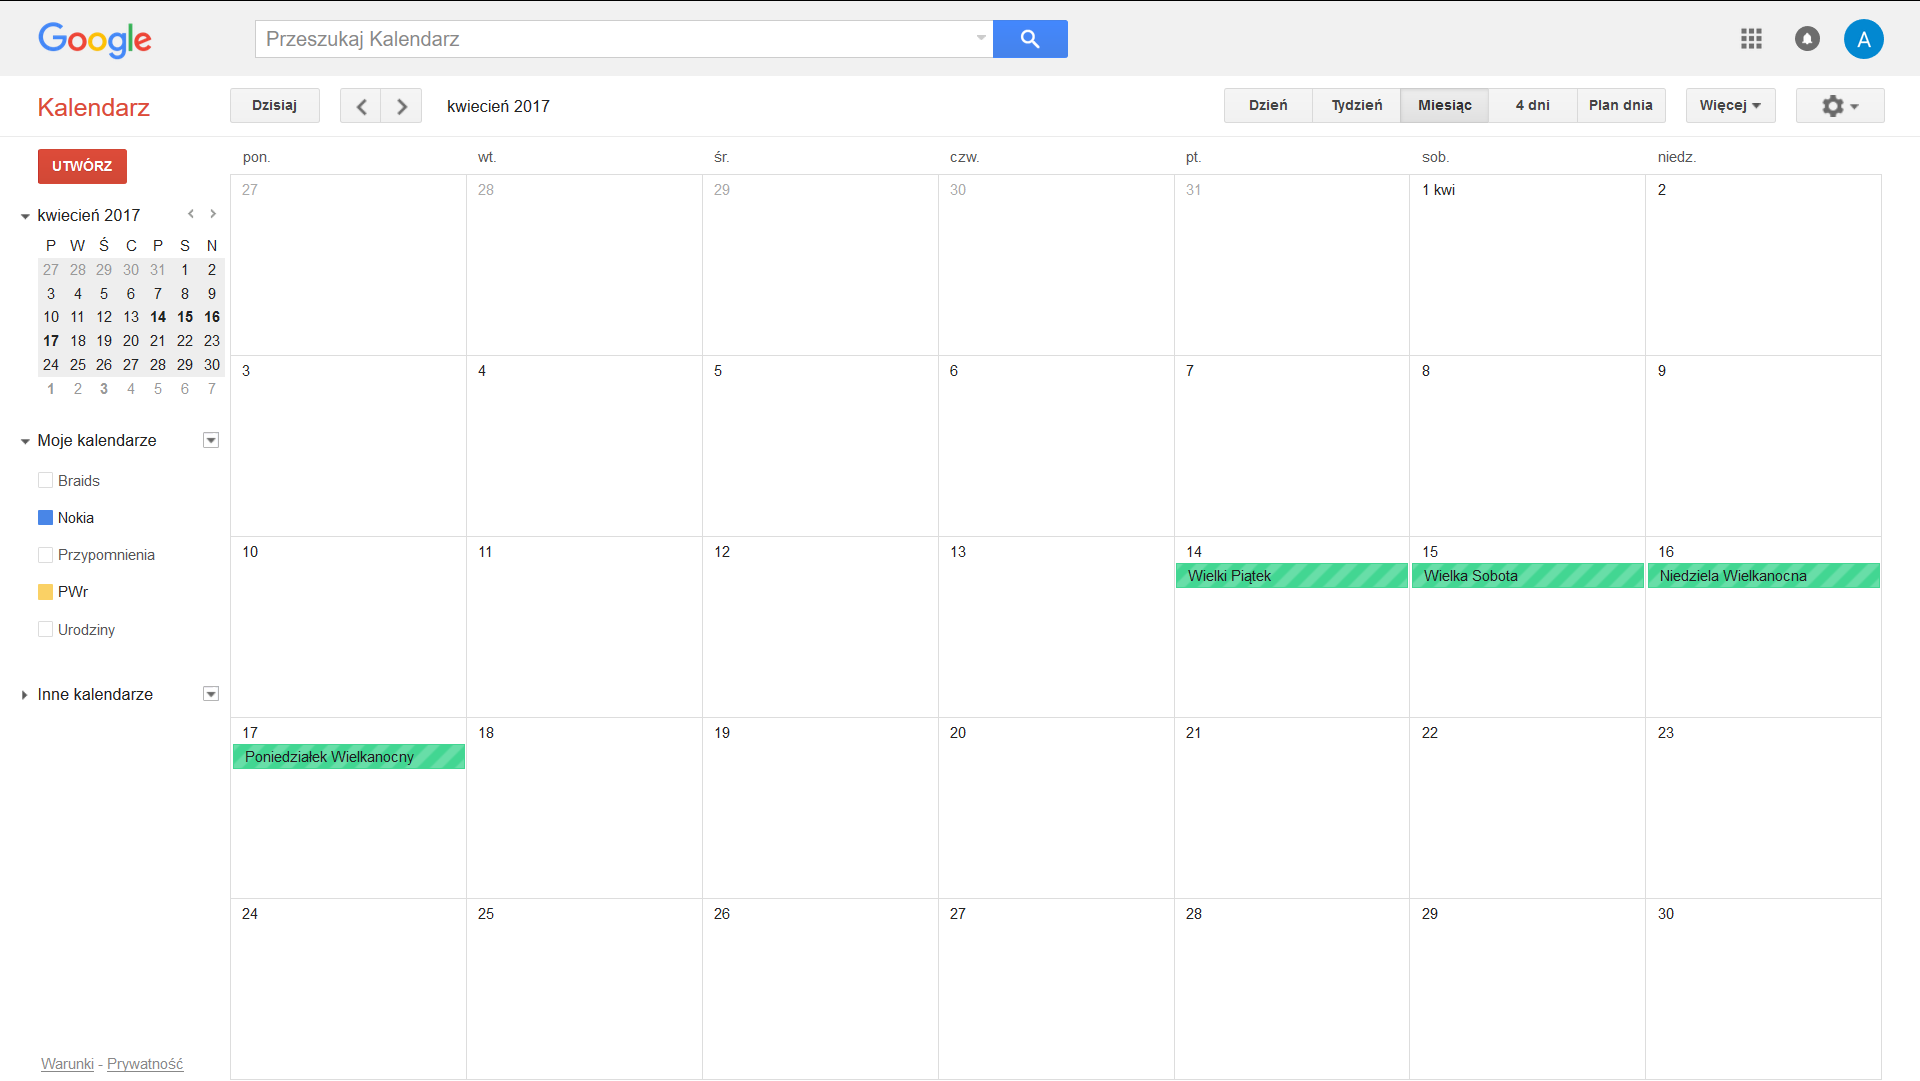 Google
Przeszukaj Kalendarz
A
Kalendarz
Dzisiaj
kwiecień 2017
Dzień Tydzień Miesiąc 4 dni Plan dnia Więcej
UTWÓRZ
kwiecień 2017
P W Ś C P S N
27 28 29 30 31 1 2
3 4 5 6 7 8 9
10 11 12 13 14 15 16
17 18 19 20 21 22 23
24 25 26 27 28 29 30
1 2 3 4 5 6 7
Moje kalendarze
Braids
Nokia
Przypomnienia
PWr
Urodziny
Inne kalendarze
Warunki - Prywatność
pon. wt. śr. czw. pt. sob. niedz.
27 28 29 30 31 1 kwi 2
3 4 5 6 7 8 9
10 11 12 13 14 15 16
Wielki Piątek Wielka Sobota Niedziela Wielkanocna
17 18 19 20 21 22 23
Poniedziałek Wielkanocny
24 25 26 27 28 29 30